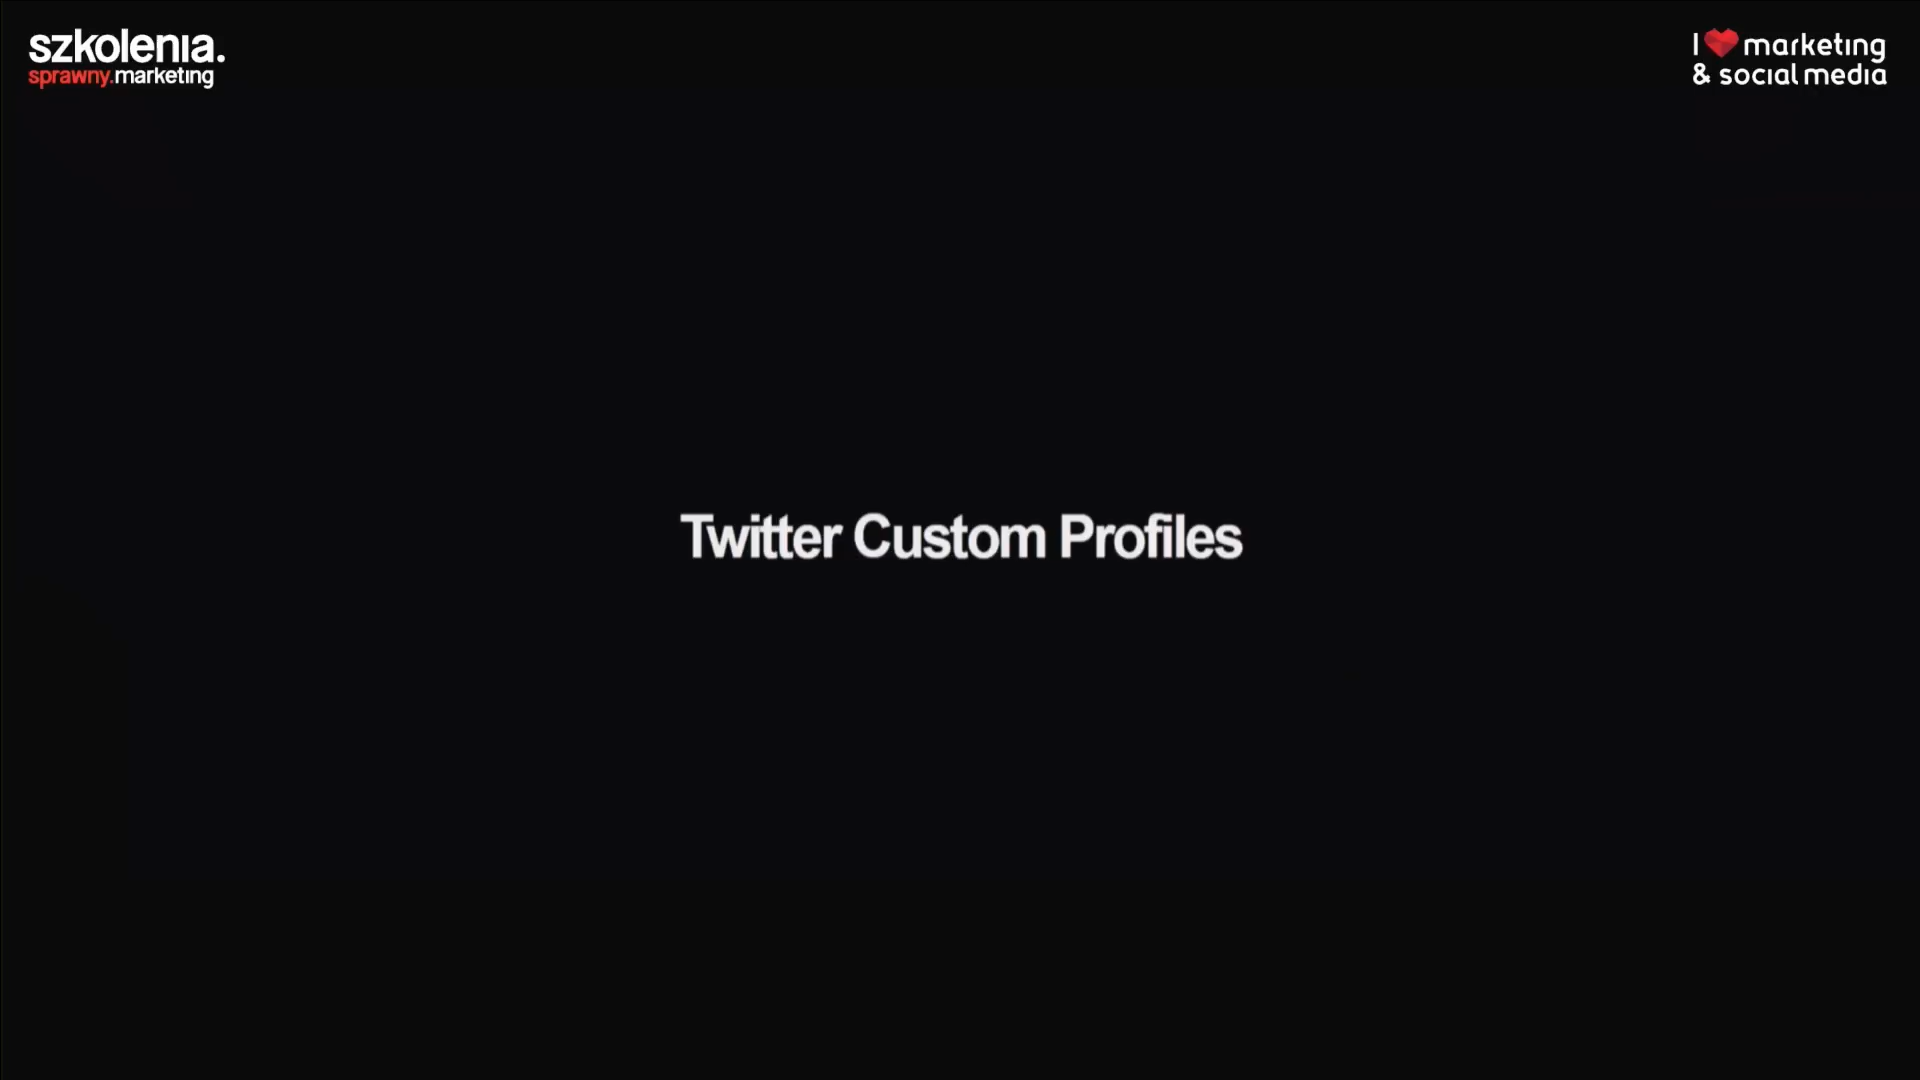 szkolenia.
sprawny.marketing
I marketing
& social media
Twitter Custom Profiles